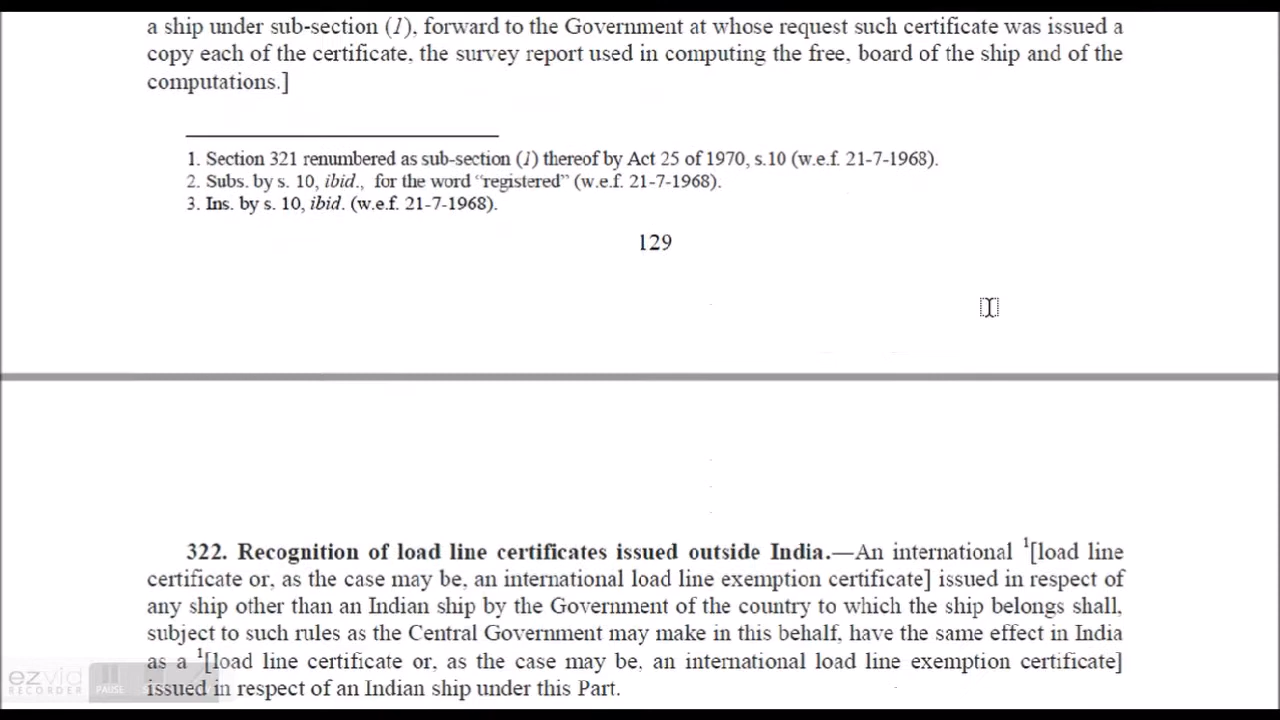 a ship under sub-section (1), forward to the Government at whose request such certificate was issued a
copy each of the certificate, the survey report used in computing the free, board of the ship and of the
computations.]
1. Section 321 renumbered as sub-section (1) thereof by Act 25 of 1970, s.10 (w.e.f. 21-7-1968).
2. Subs. by s. 10, ibid., for the word “registered” (w.e.f. 21-7-1968).
3. Ins. by s. 10, ibid. (w.e.f. 21-7-1968).
129
322. Recognition of load line certificates issued outside India.—An international 1[load line
certificate or, as the case may be, an international load line exemption certificate] issued in respect of
any ship other than an Indian ship by the Government of the country to which the ship belongs shall,
subject to such rules as the Central Government may make in this behalf, have the same effect in India
as a 1[load line certificate or, as the case may be, an international load line exemption certificate]
issued in respect of an Indian ship under this Part.
ezvid
RECORDER
PAUSE